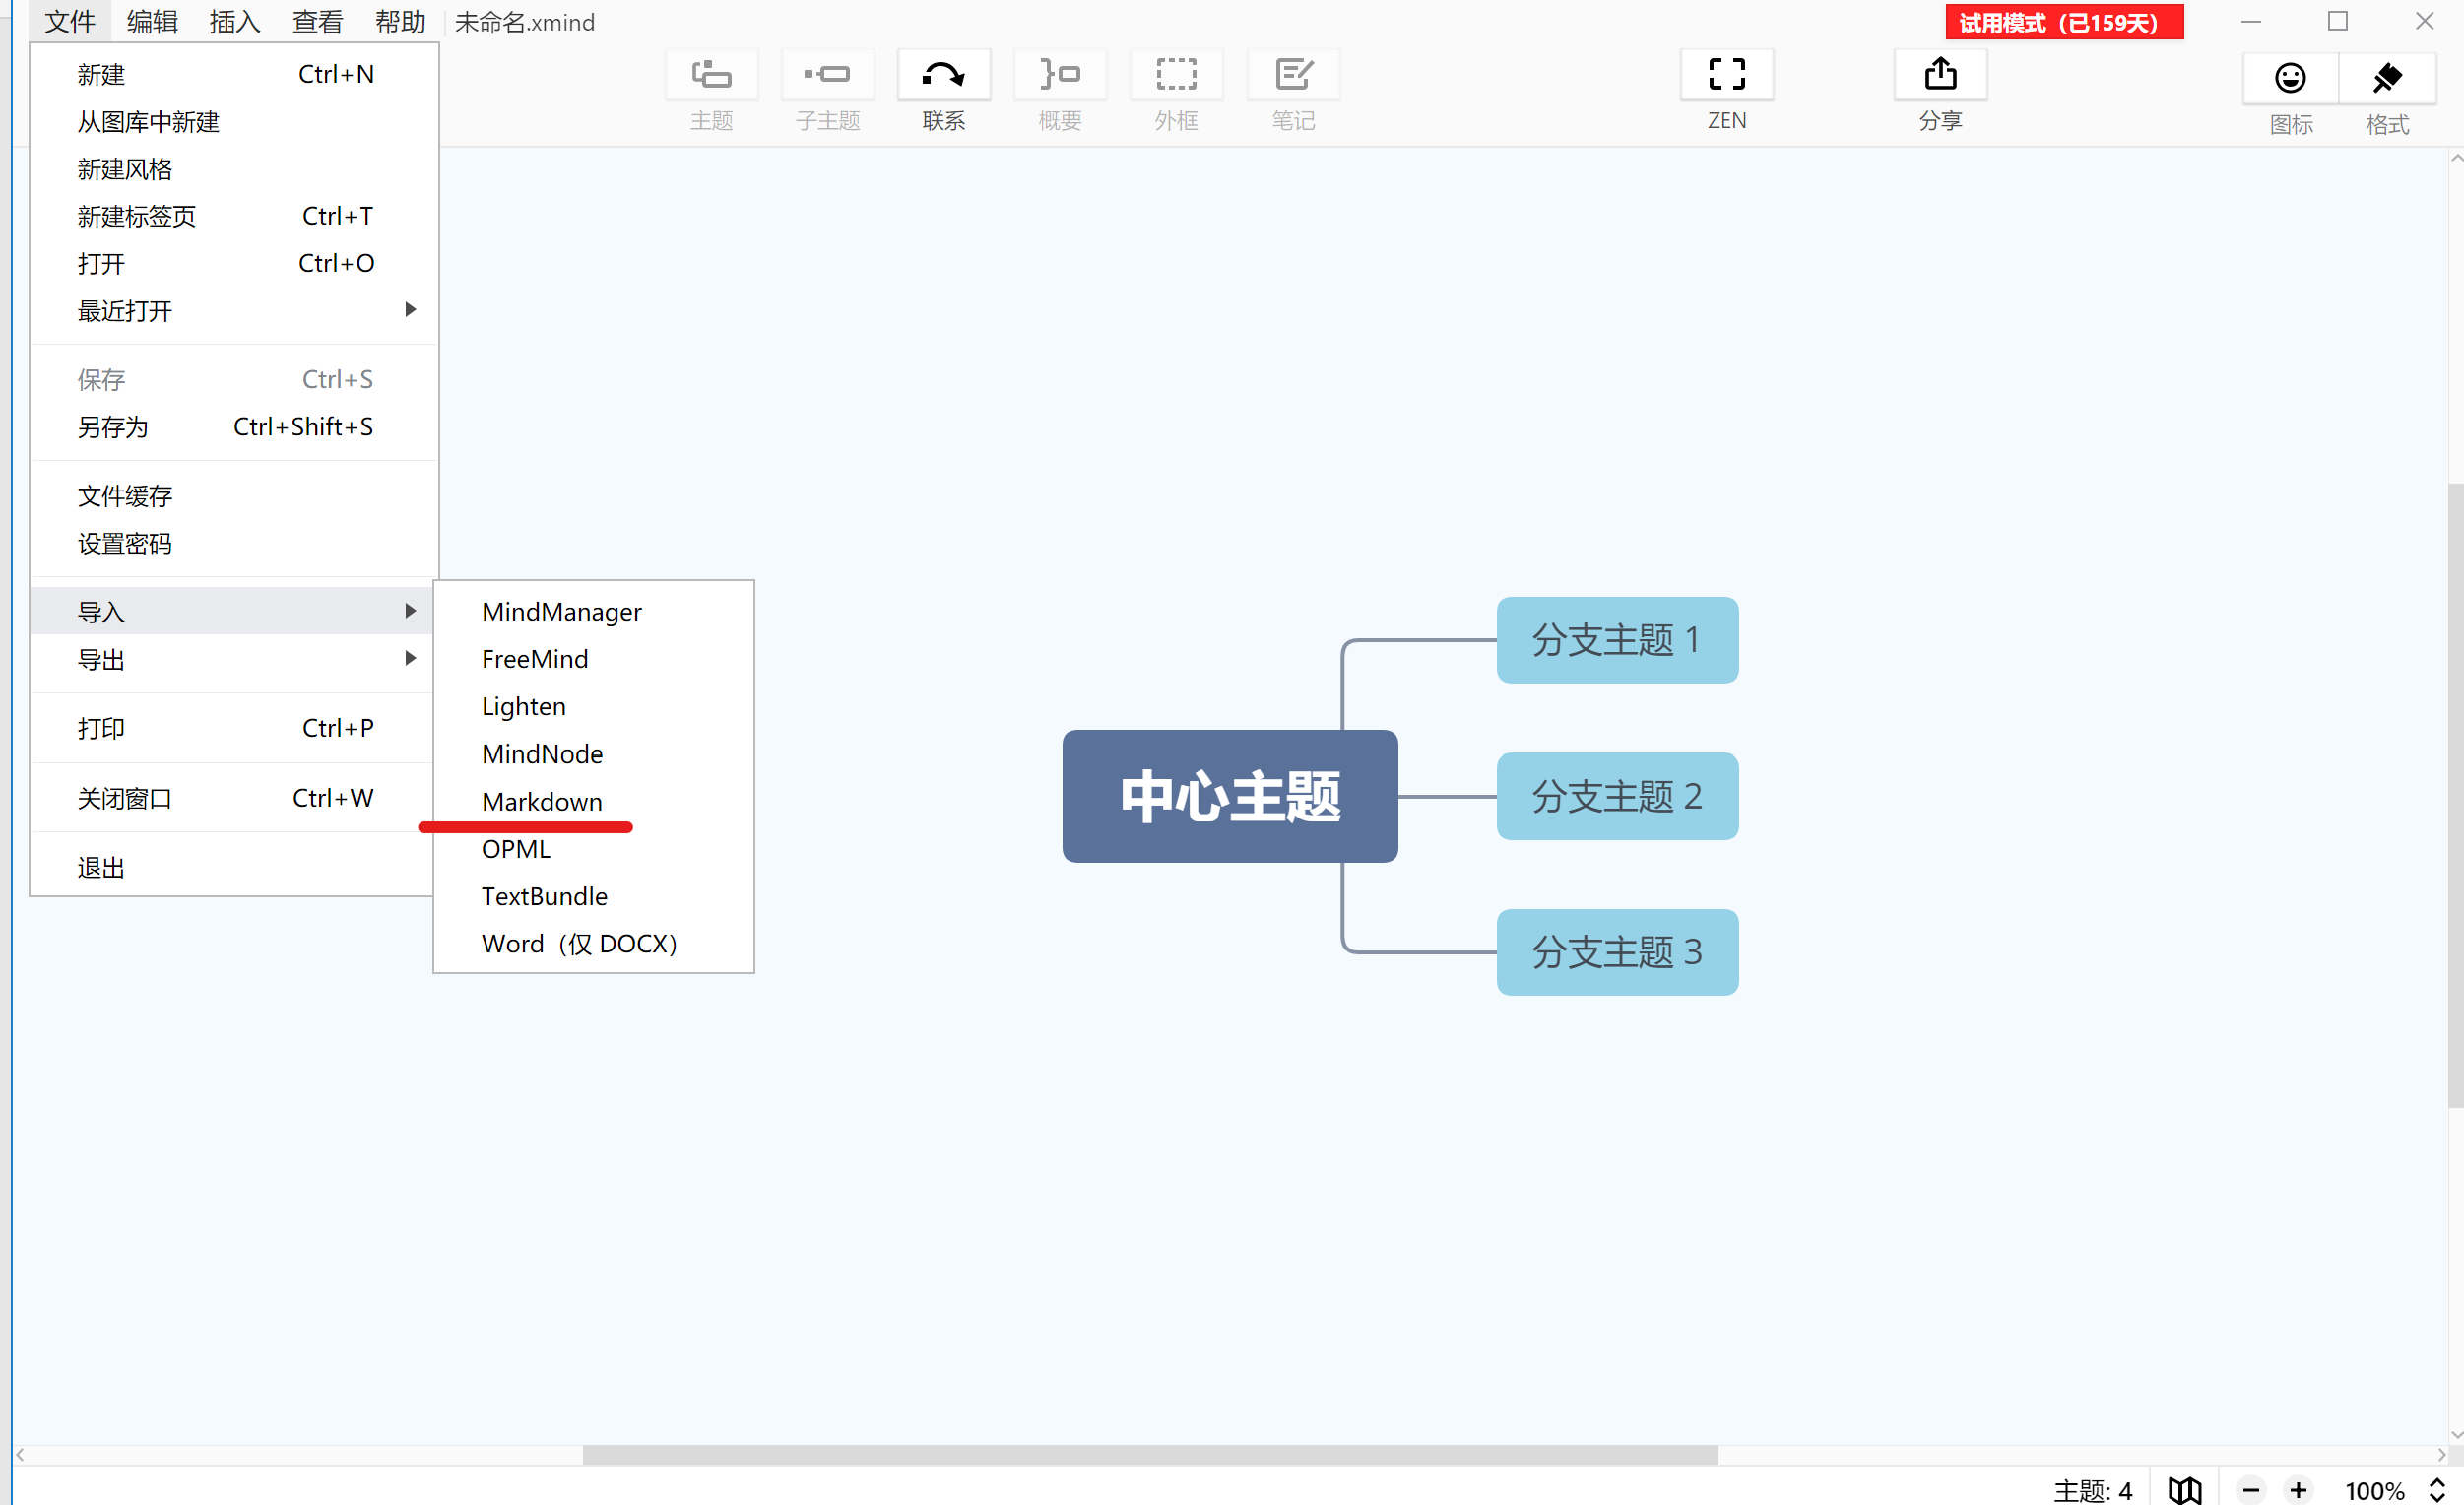 文件 编辑 插入 查看 帮助 未命名.xmind 试用模式（已159天）
主题 子主题 联系 概要 外框 笔记 ZEN 分享 图标 格式
新建 Ctrl+N
从图库中新建
新建风格
新建标签页 Ctrl+T
打开 Ctrl+O
最近打开
保存 Ctrl+S
另存为 Ctrl+Shift+S
文件缓存
设置密码
导入
导出
打印 Ctrl+P
关闭窗口 Ctrl+W
退出
MindManager
FreeMind
Lighten
MindNode
Markdown
OPML
TextBundle
Word（仅 DOCX）
中心主题
分支主题 1
分支主题 2
分支主题 3
主题: 4 100%